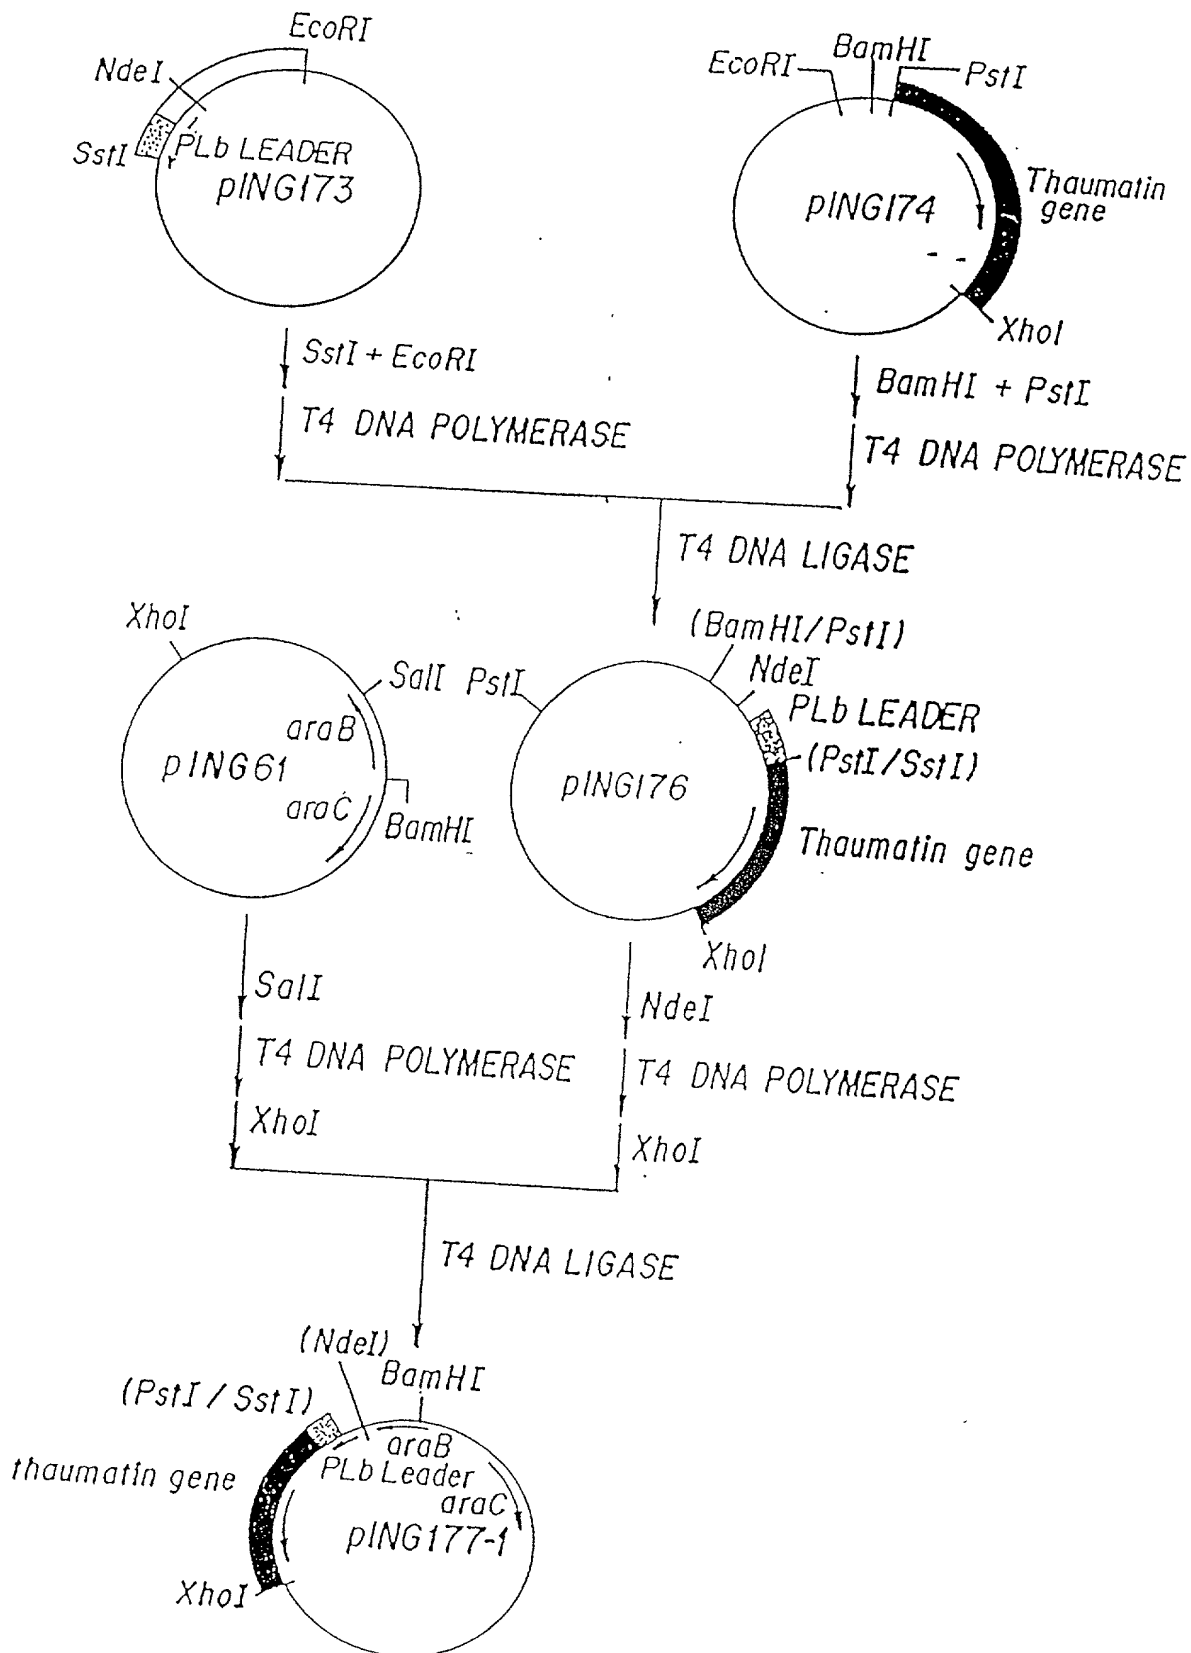 EcoRI
NdeI
SstI
PLb LEADER
pING173
BamHI
EcoRI
PstI
pING174
Thaumatin
gene
XhoI
SstI + EcoRI
T4 DNA POLYMERASE
BamHI + PstI
T4 DNA POLYMERASE
T4 DNA LIGASE
XhoI
SalI
araB
pING61
araC
BamHI
(BamHI/PstI)
PstI
NdeI
PLb LEADER
(PstI/SstI)
pING176
Thaumatin gene
XhoI
SalI
T4 DNA POLYMERASE
XhoI
NdeI
T4 DNA POLYMERASE
XhoI
T4 DNA LIGASE
(NdeI)
BamHI
(PstI/SstI)
araB
PLb Leader
thaumatin gene
araC
pING177-1
XhoI